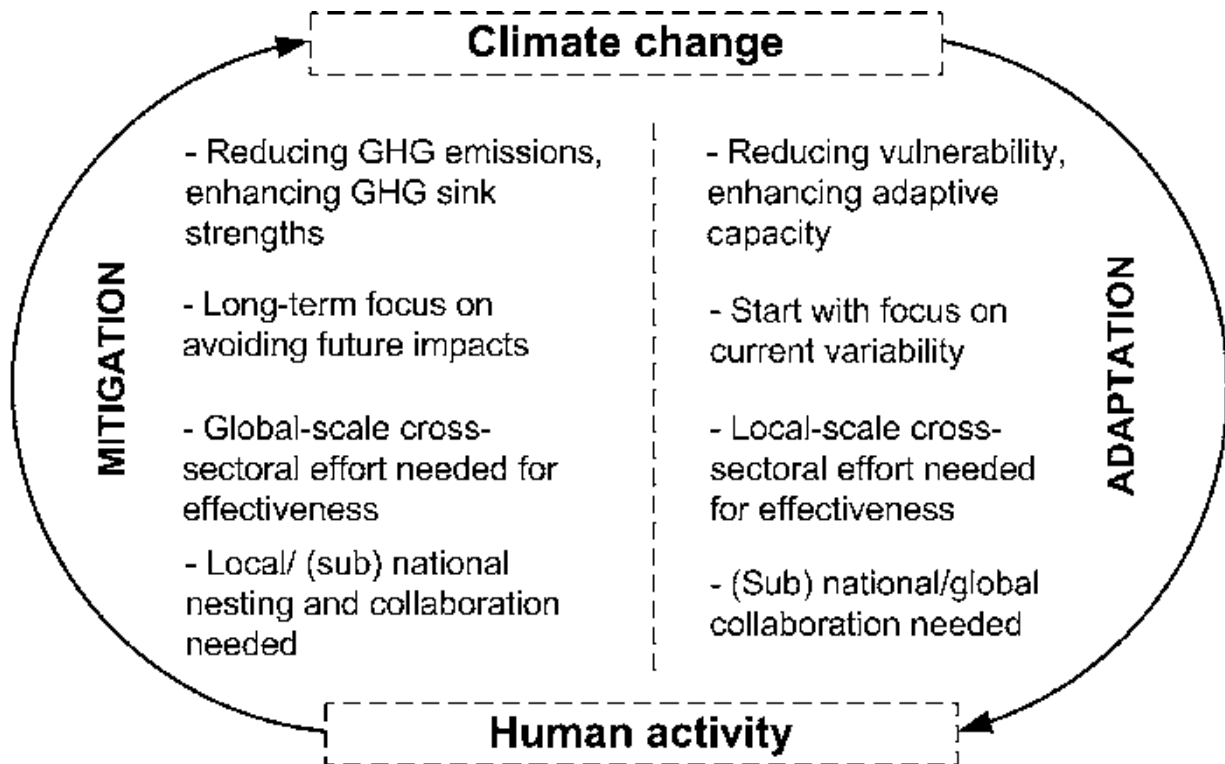 Climate change
MITIGATION
- Reducing GHG emissions,
enhancing GHG sink
strengths
- Long-term focus on
avoiding future impacts
- Global-scale cross-
sectoral effort needed for
effectiveness
- Local/ (sub) national
nesting and collaboration
needed
- Reducing vulnerability,
enhancing adaptive
capacity
- Start with focus on
current variability
- Local-scale cross-
sectoral effort needed
for effectiveness
- (Sub) national/global
collaboration needed
ADAPTATION
Human activity